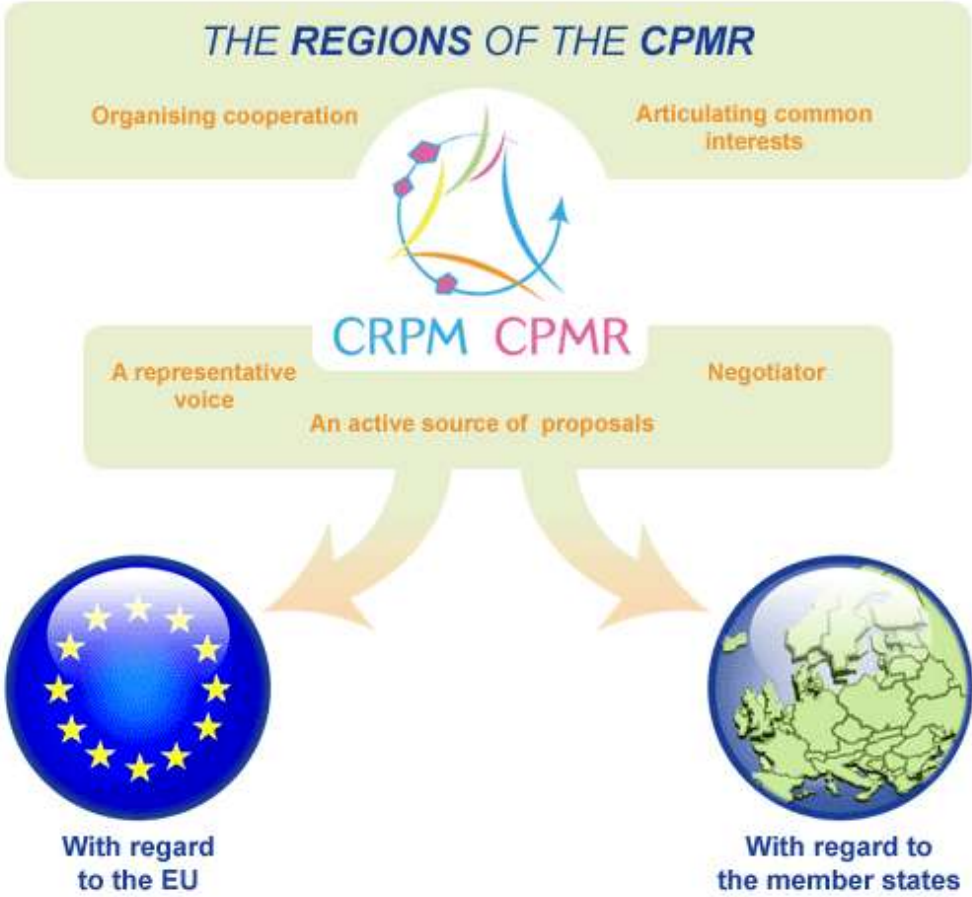 THE REGIONS OF THE CPMR
Organising cooperation
Articulating common
interests
CRPM CPMR
A representative
voice
Negotiator
An active source of proposals
With regard
to the EU
With regard to
the member states